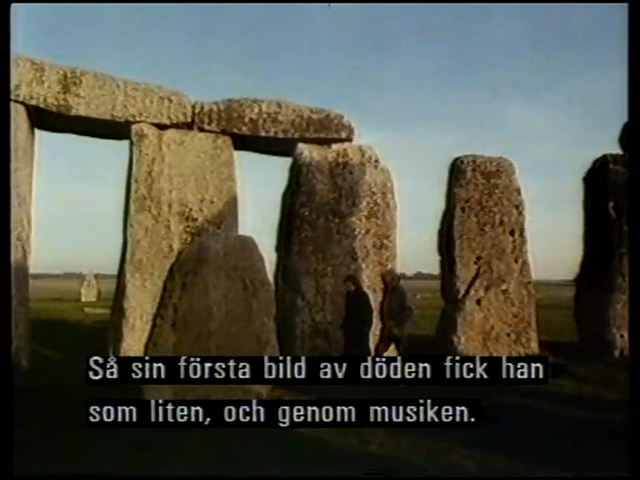 Så sin första bild av döden fick han
som liten, och genom musiken.